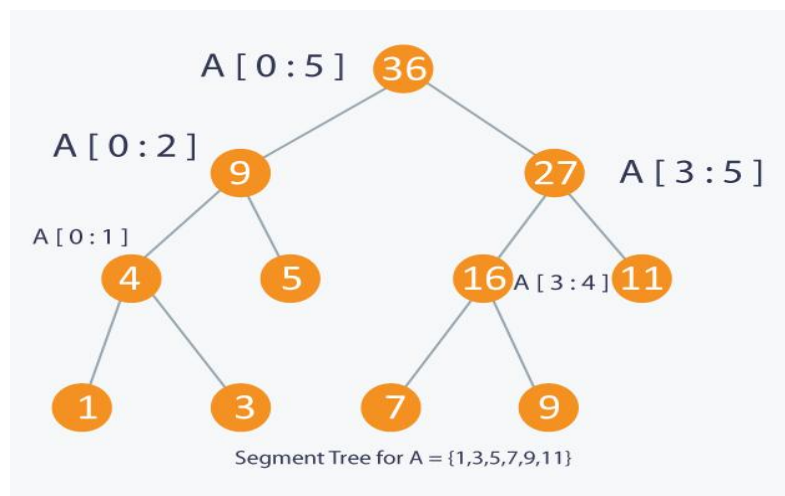 A [ 0 : 5 ] 36
A [ 0 : 2 ] 9 27 A [ 3 : 5 ]
A [ 0 : 1 ]
4 5 16 A [ 3 : 4 ] 11
1 3 7 9
Segment Tree for A = {1,3,5,7,9,11}